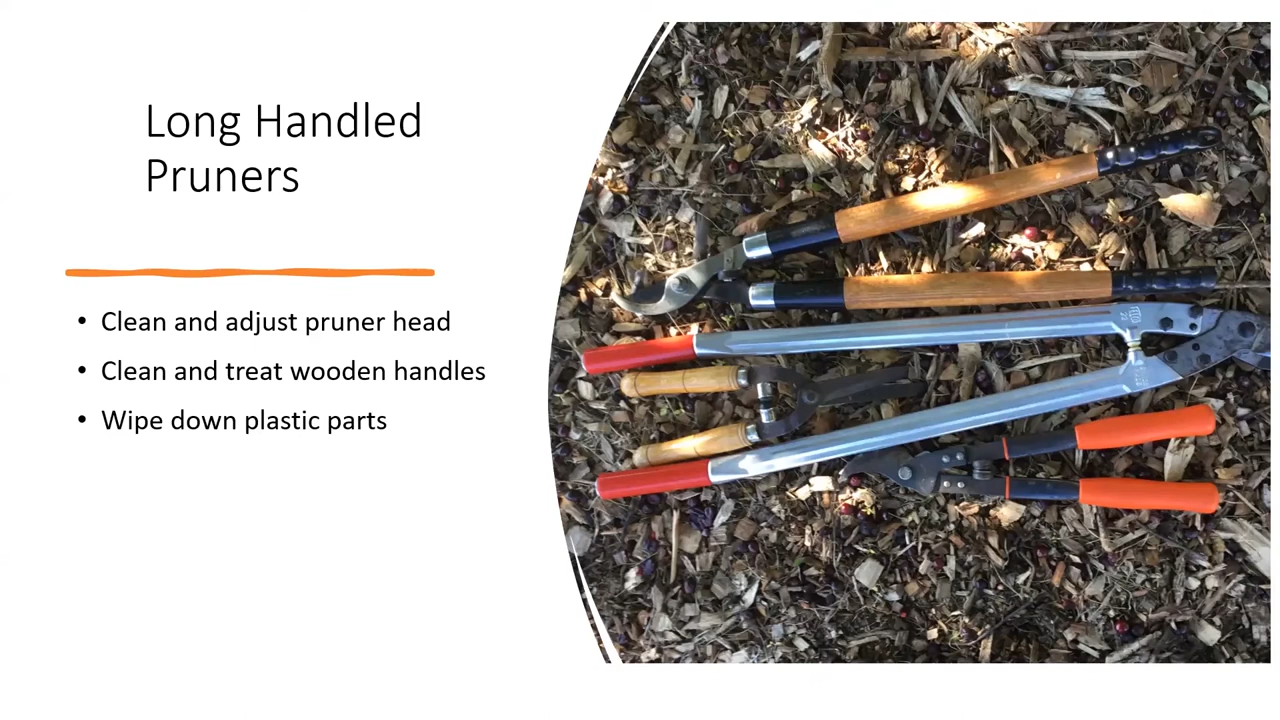 Long Handled
Pruners
• Clean and adjust pruner head
• Clean and treat wooden handles
• Wipe down plastic parts